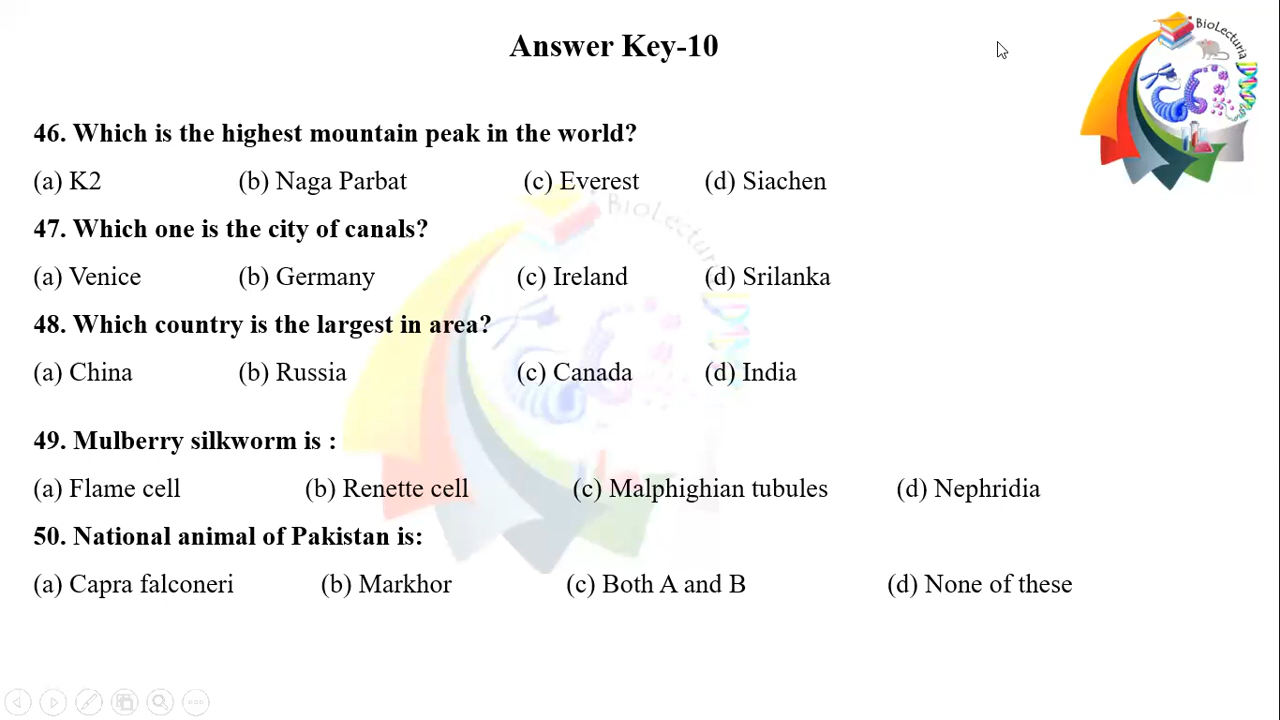 Answer Key-10
BioLecturia
46. Which is the highest mountain peak in the world?
(a) K2 (b) Naga Parbat (c) Everest (d) Siachen
47. Which one is the city of canals?
(a) Venice (b) Germany (c) Ireland (d) Srilanka
48. Which country is the largest in area?
(a) China (b) Russia (c) Canada (d) India
49. Mulberry silkworm is :
(a) Flame cell (b) Renette cell (c) Malphighian tubules (d) Nephridia
50. National animal of Pakistan is:
(a) Capra falconeri (b) Markhor (c) Both A and B (d) None of these
BioLecturia